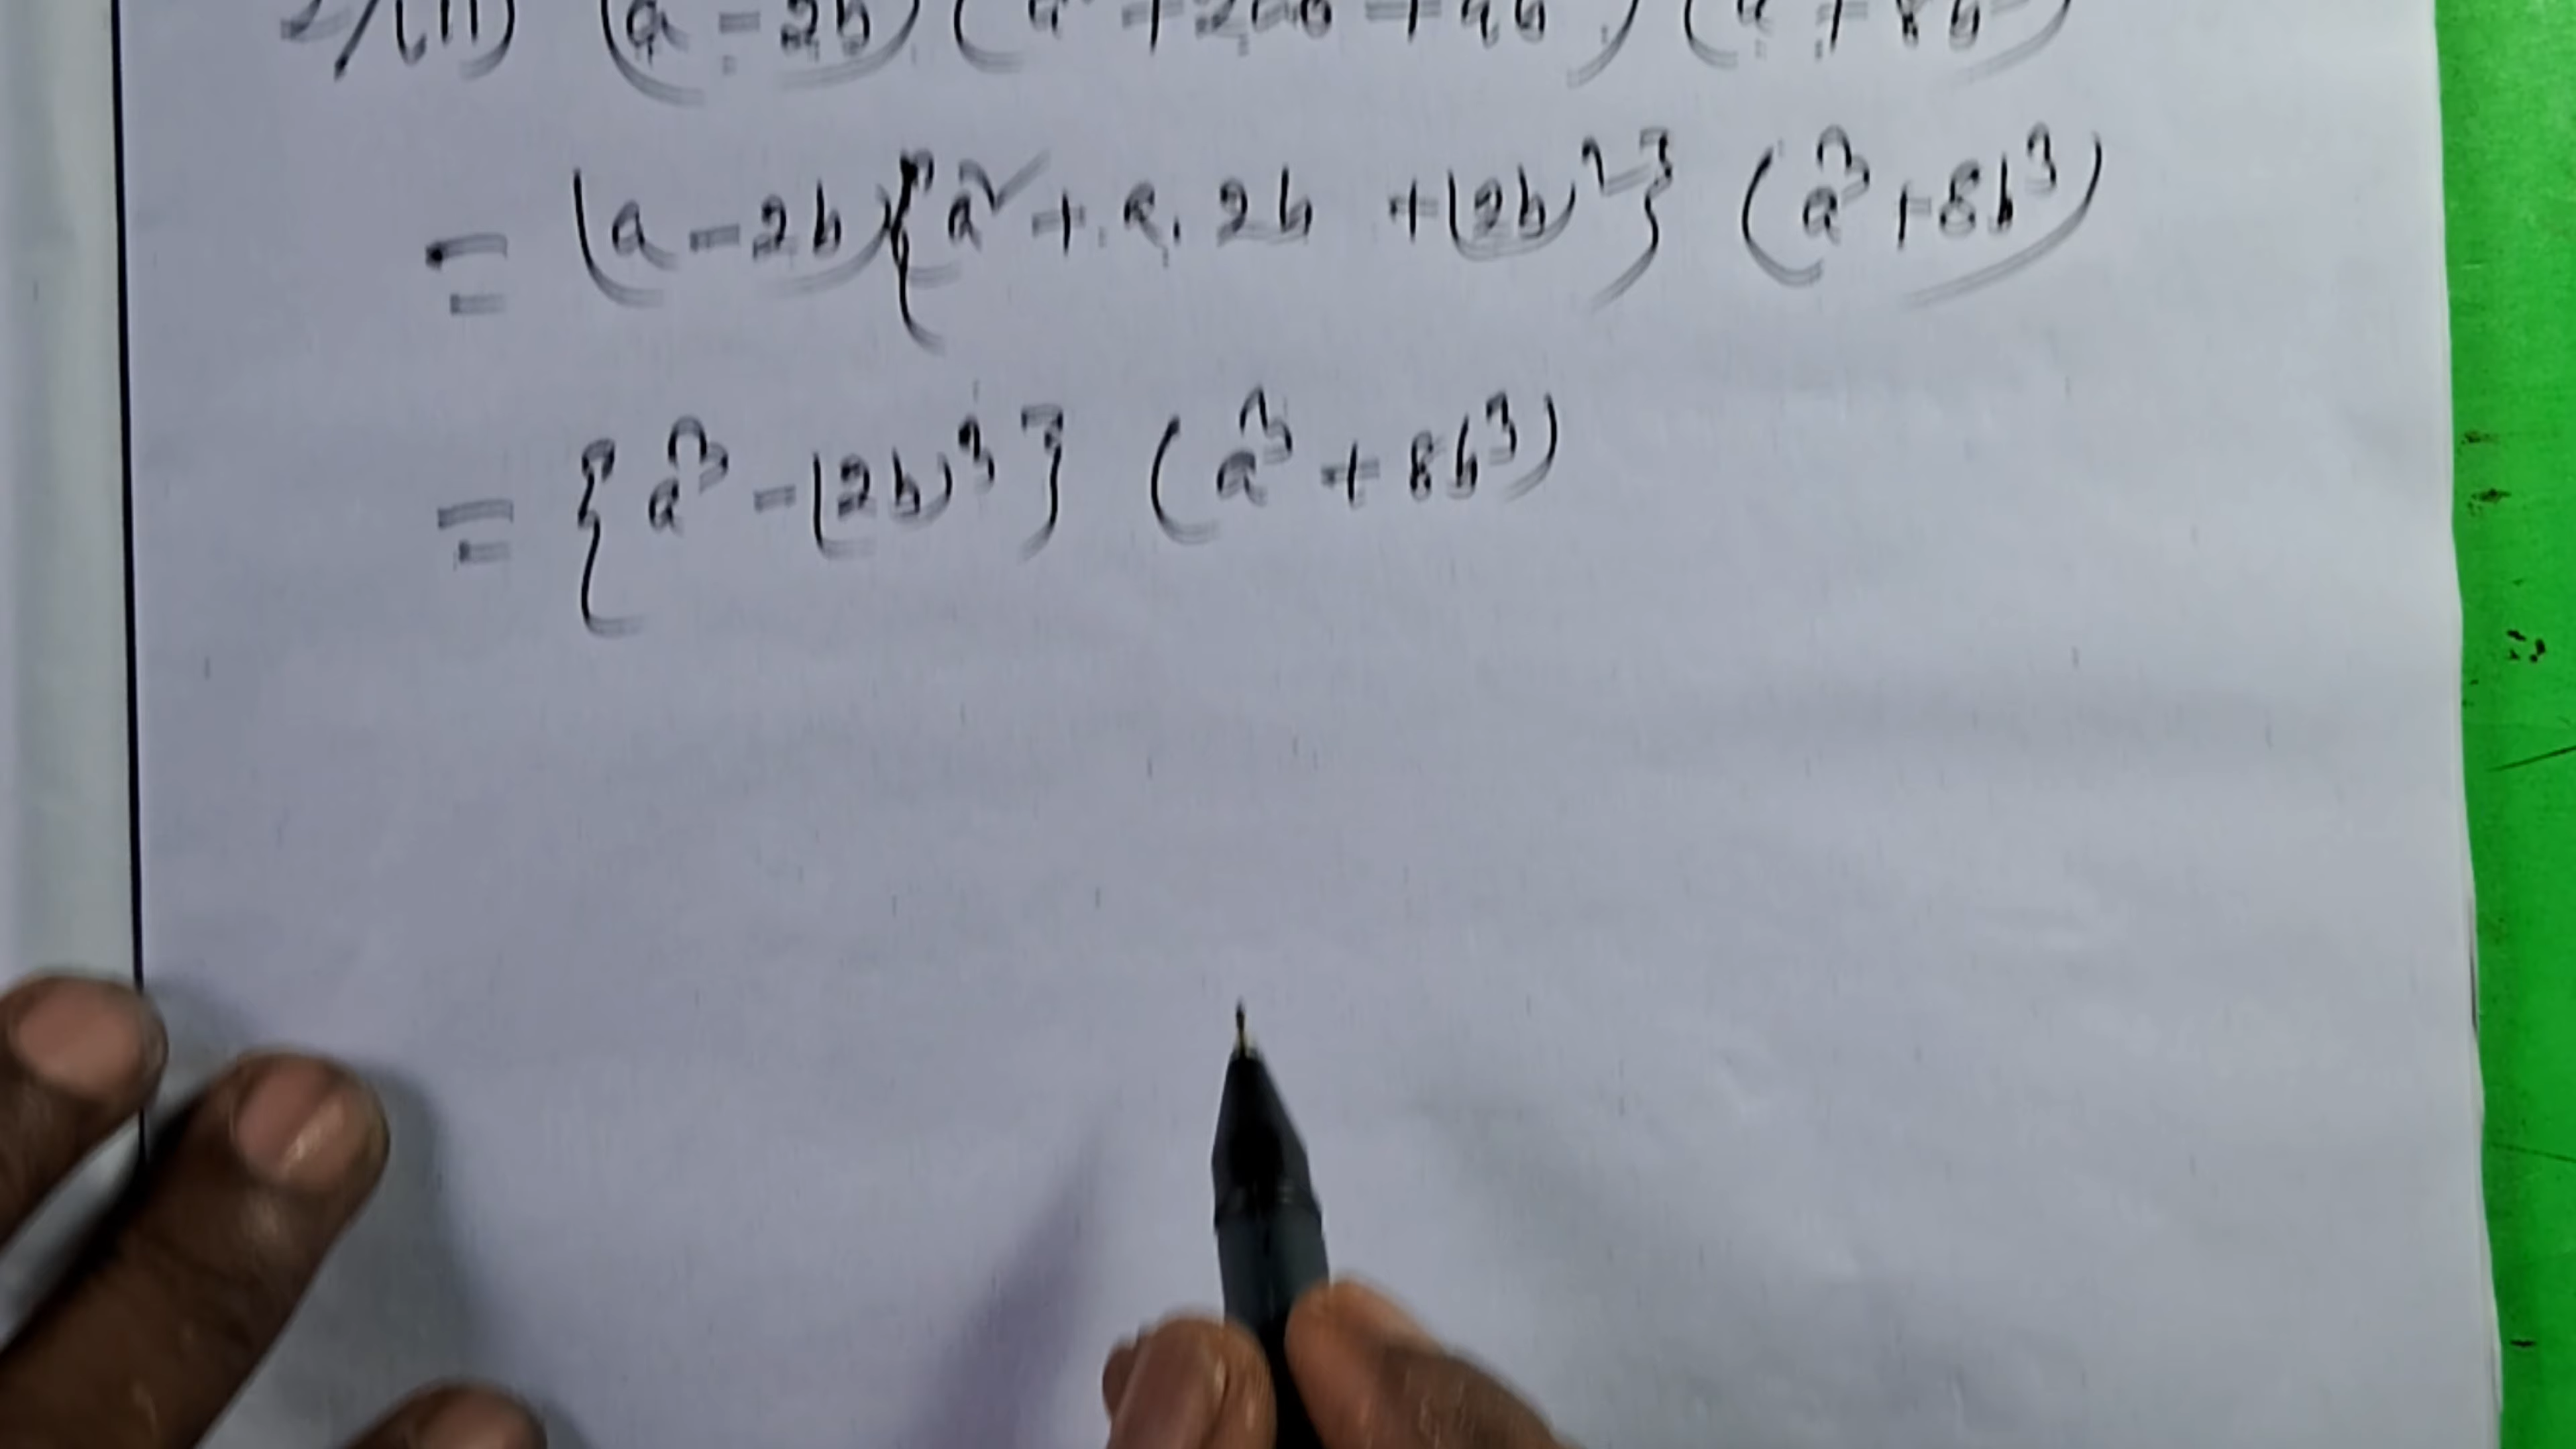 (a - 2b) (a² + 2ab + 4b²) (a³ + 8b³)
= (a - 2b) {a² + a. 2b + (2b)²} (a³ + 8b³)
= {a³ - (2b)³} (a³ + 8b³)